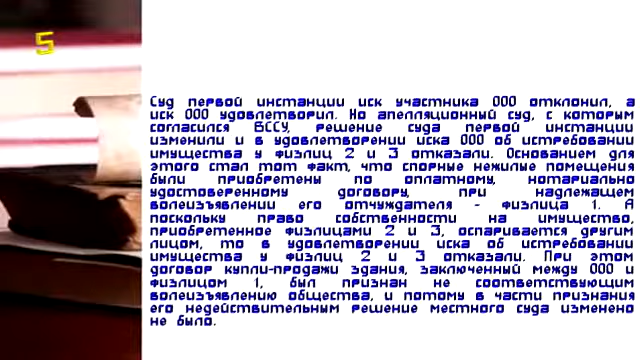 5
Суд первой инстанции иск участника ООО отклонил, а
иск ООО удовлетворил. Но апелляционный суд, с которым
согласился ВССУ, решение суда первой инстанции
изменили и в удовлетворении иска ООО об истребовании
имущества у физлиц 2 и 3 отказали. Основанием для
этого стал тот факт, что спорные нежилые помещения
были приобретены по оплатному, нотариально
удостоверенному договору, при надлежащем
волеизъявлении его отчуждателя - физлица 1. А
поскольку право собственности на имущество,
приобретенное физлицами 2 и 3, оспаривается другим
лицом, то в удовлетворении иска об истребовании
имущества у физлиц 2 и 3 отказали. При этом
договор купли-продажи здания, заключенный между ООО и
физлицом 1, был признан не соответствующим
волеизъявлению общества, и потому в части признания
его недействительным решение местного суда изменено
не было.